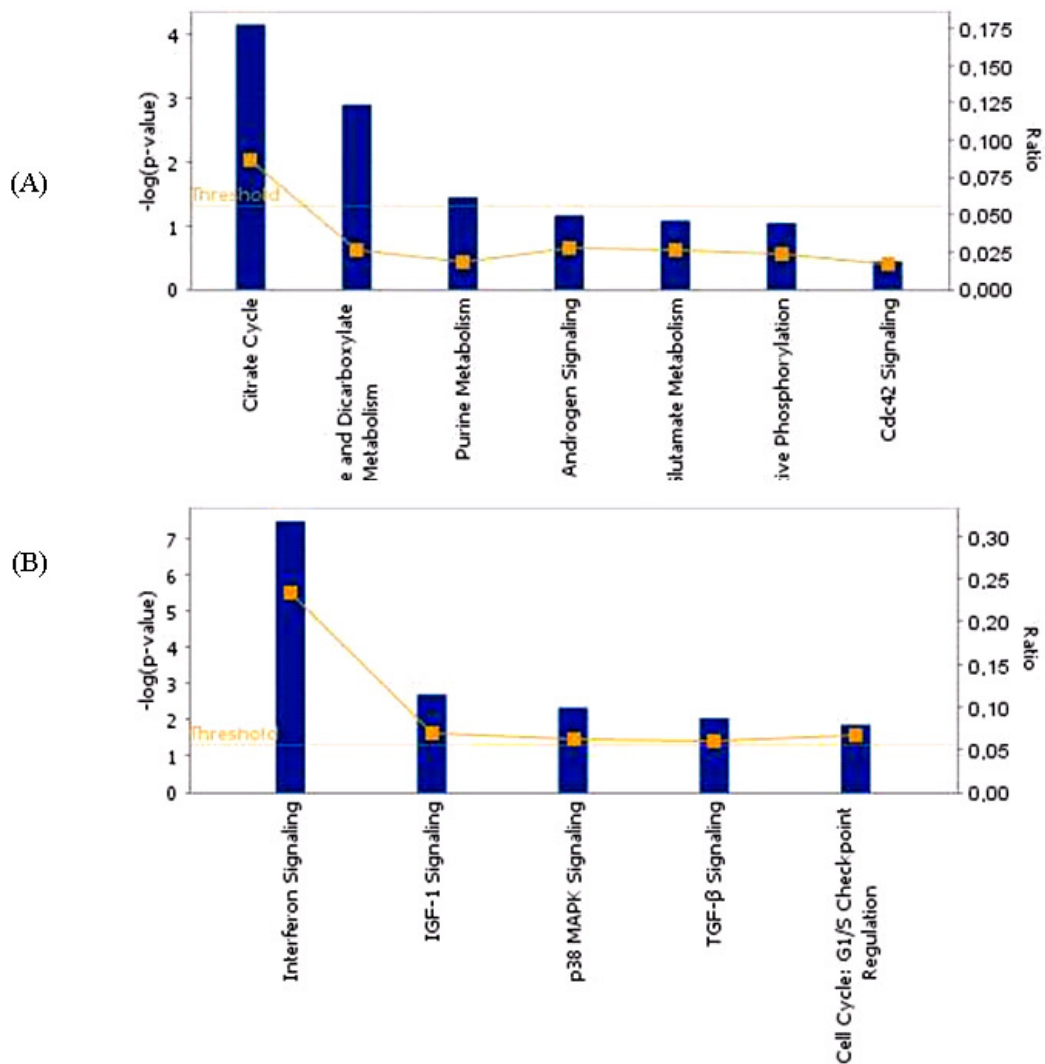 (A)
-log(p-value)
4
3
2
1
0
Threshold
0,175
0,150
0,125
0,100
0,075
0,050
0,025
0,000
Ratio
Citrate Cycle
e and Dicarboxylate
Metabolism
Purine Metabolism
Androgen Signaling
Glutamate Metabolism
tive Phosphorylation
Cdc42 Signaling
(B)
-log(p-value)
7
6
5
4
3
2
1
0
Threshold
0,30
0,25
0,20
0,15
0,10
0,05
0,00
Ratio
Interferon Signaling
IGF-1 Signaling
p38 MAPK Signaling
TGF-β Signaling
Cell Cycle: G1/S Checkpoint
Regulation